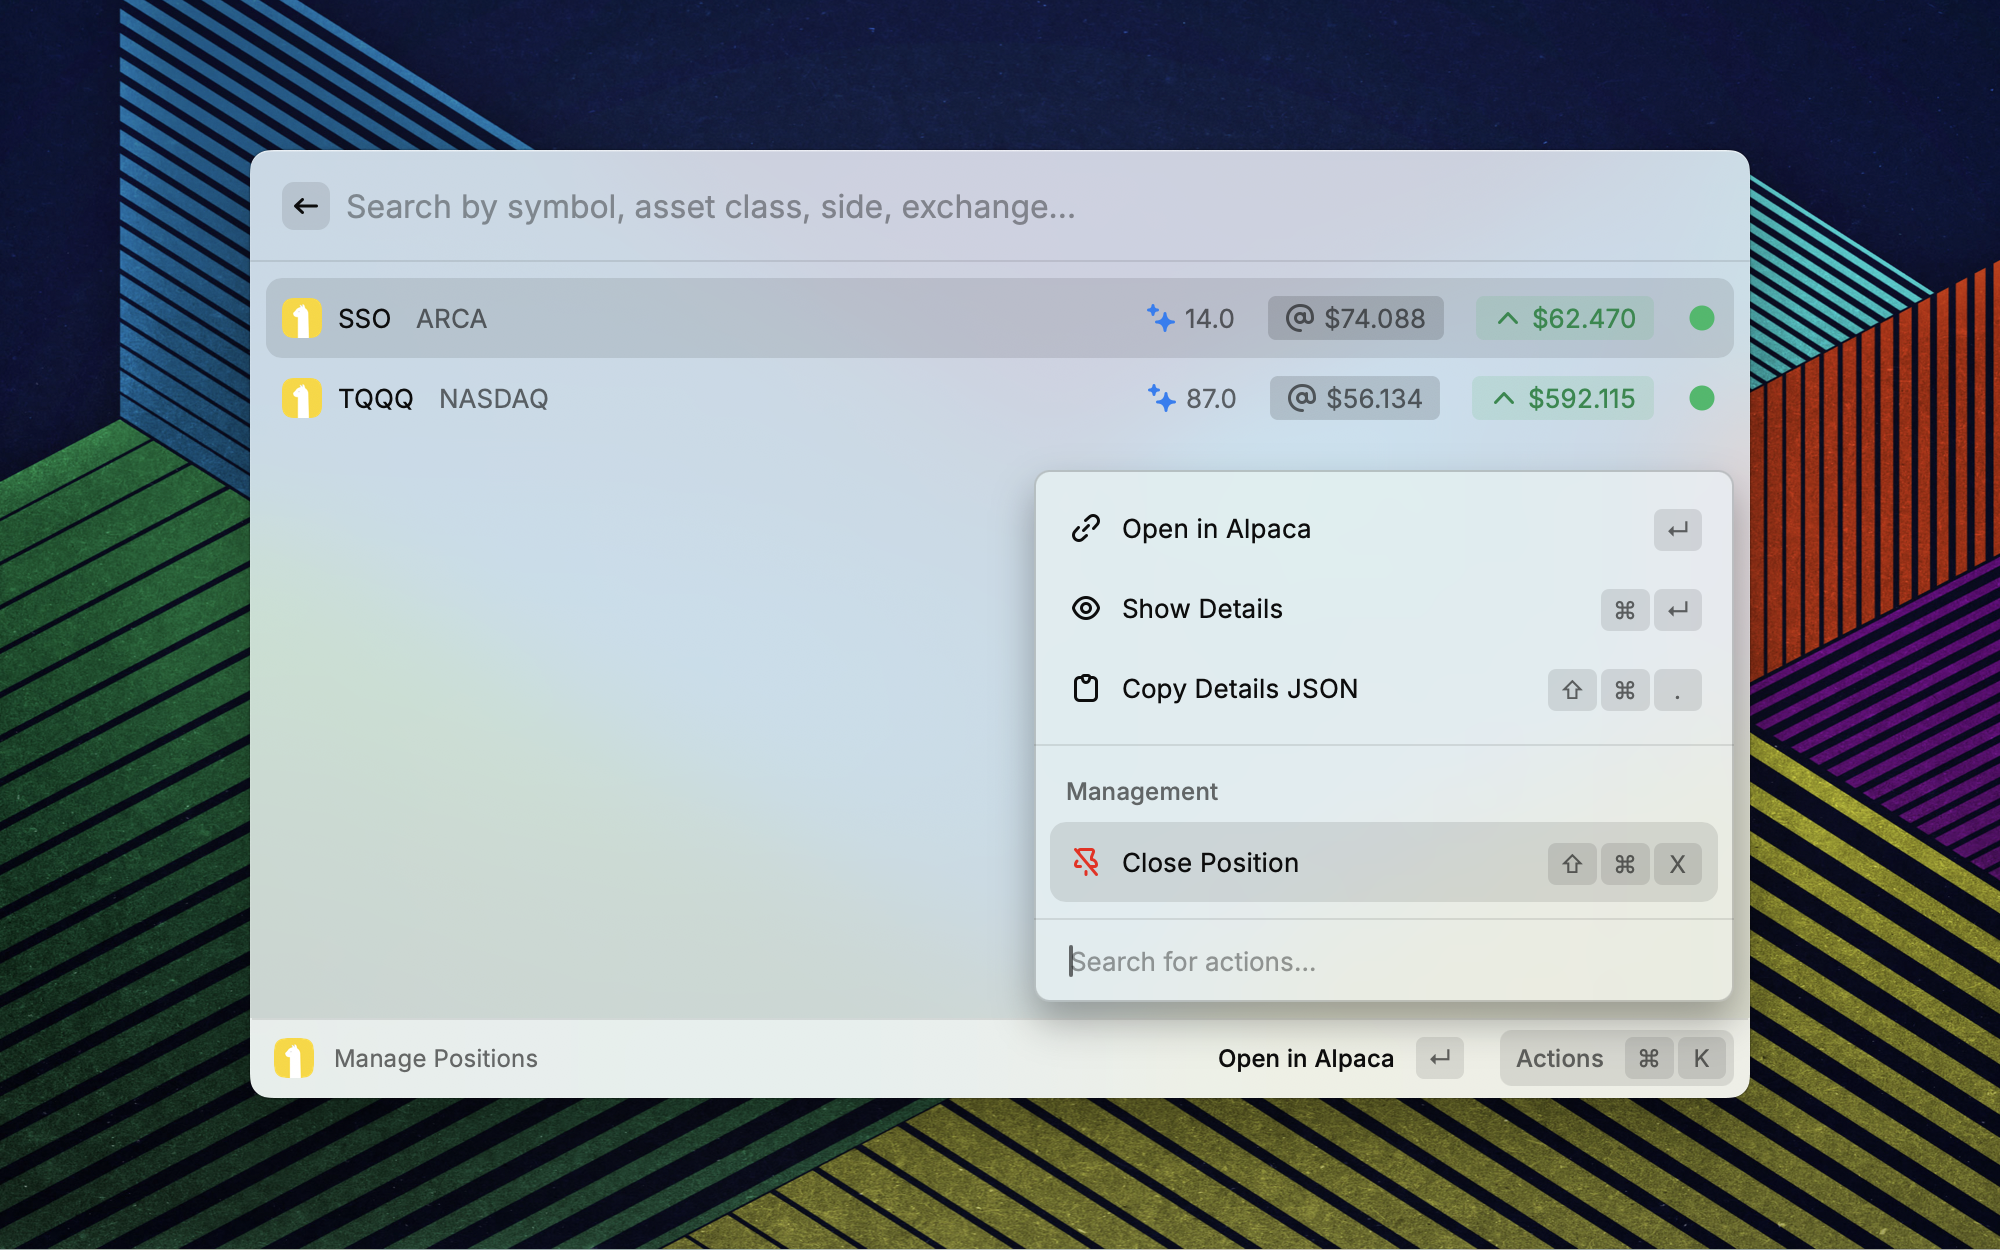 Search by symbol, asset class, side, exchange...
SSO ARCA 14.0 @ $74.088 $62.470
TQQQ NASDAQ 87.0 @ $56.134 $592.115
Open in Alpaca ↵
Show Details ⌘ ↵
Copy Details JSON ⇧ ⌘ .
Management
Close Position ⇧ ⌘ X
Search for actions...
Manage Positions Open in Alpaca ↵ Actions ⌘ K